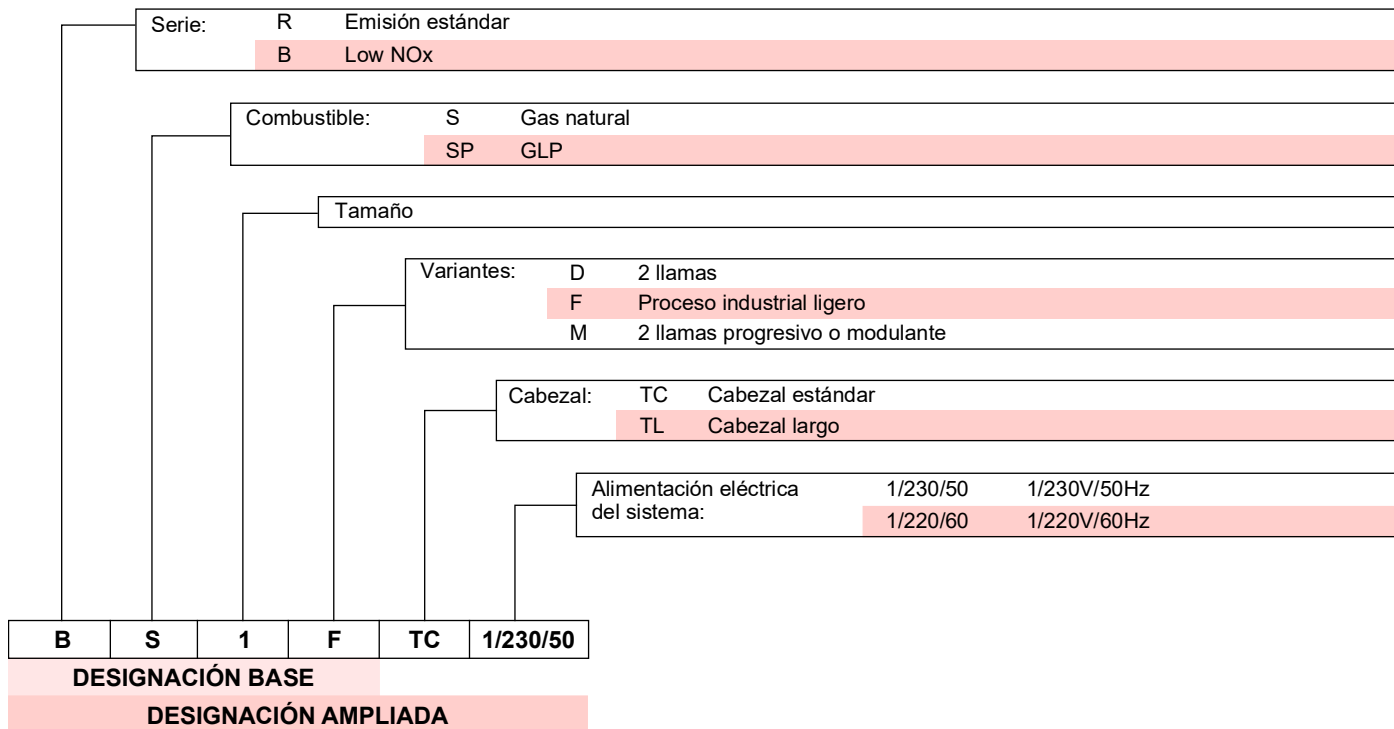 Serie: R Emisión estándar
B Low NOx
Combustible: S Gas natural
SP GLP
Tamaño
Variantes: D 2 llamas
F Proceso industrial ligero
M 2 llamas progresivo o modulante
Cabezal: TC Cabezal estándar
TL Cabezal largo
Alimentación eléctrica 1/230/50 1/230V/50Hz
del sistema: 1/220/60 1/220V/60Hz
B S 1 F TC 1/230/50
DESIGNACIÓN BASE
DESIGNACIÓN AMPLIADA